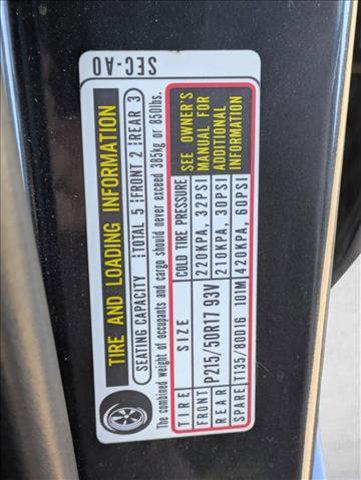 TIRE AND LOADING INFORMATION
SEATING CAPACITY TOTAL 5 FRONT 2 REAR 3
The combined weight of occupants and cargo should never exceed 385kg or 850lbs.
TIRE SIZE COLD TIRE PRESSURE
FRONT P215/50R17 93V 220KPA, 32PSI
REAR 210KPA, 30PSI
SPARE T135/80D16 101M 420KPA, 60PSI
SEE OWNER'S
MANUAL FOR
ADDITIONAL
INFORMATION
SEC-A0